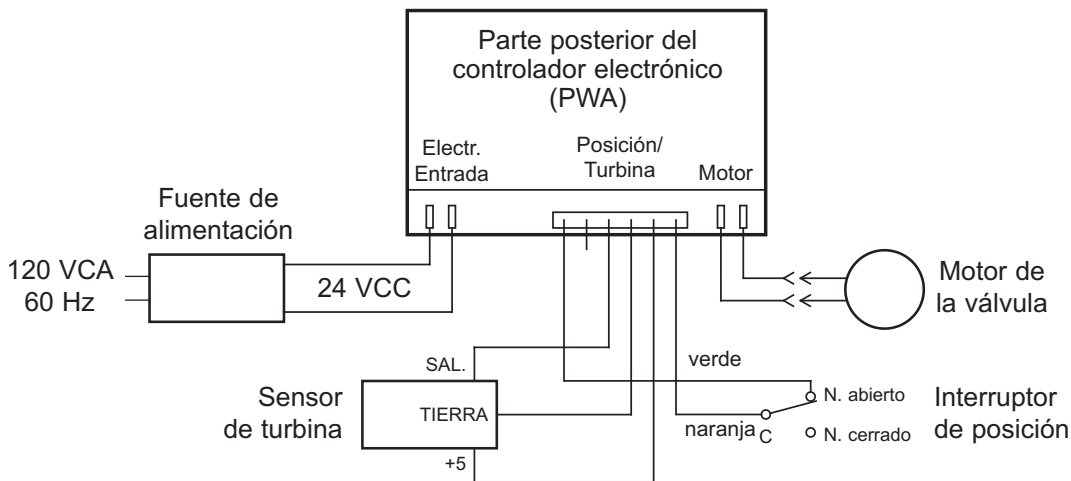 Parte posterior del
controlador electrónico
(PWA)
Electr.
Entrada
Posición/
Turbina
Motor
Fuente de
alimentación
120 VCA
60 Hz
24 VCC
Motor de
la válvula
SAL.
verde
Sensor
de turbina
TIERRA
+5
naranja
C
N. abierto
N. cerrado
Interruptor
de posición